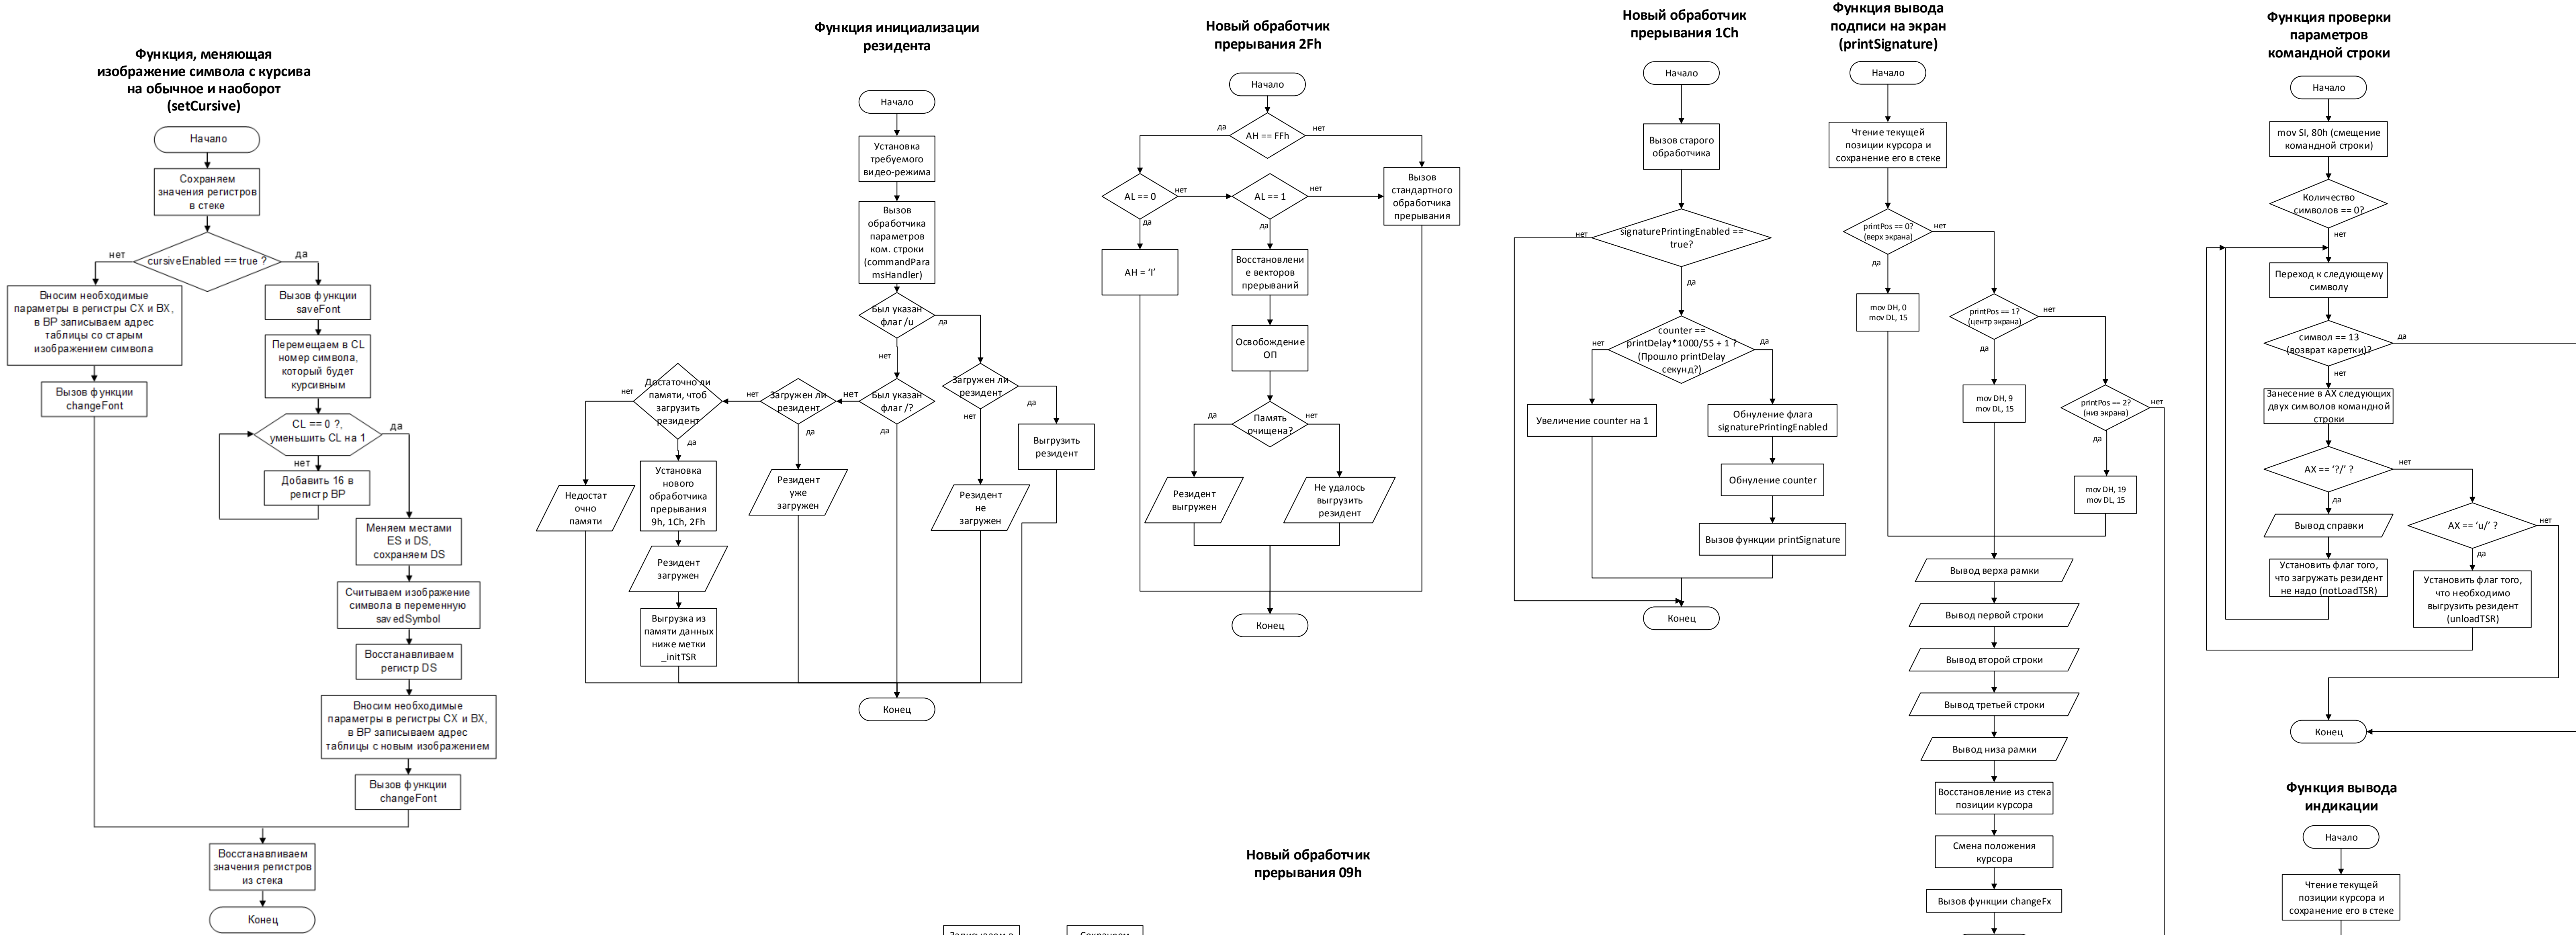 Функция, меняющая
изображение символа с курсива
на обычное и наоборот
(setCursive)
Начало
Сохраняем
значения регистров
в стеке
cursiveEnabled == true ?
нет
да
Вносим необходимые
параметры в регистры CX и BX,
в BP записываем адрес
таблицы со старым
изображением символа
Вызов функции
changeFont
Вызов функции
saveFont
Перемещаем в CL
номер символа,
который будет
курсивным
CL == 0 ?,
уменьшить CL на 1
да
нет
Добавить 16 в
регистр BP
Меняем местами
ES и DS,
сохраняем DS
Считываем изображение
символа в переменную
savedSymbol
Восстанавливаем
регистр DS
Вносим необходимые
параметры в регистры CX и BX,
в BP записываем адрес
таблицы с новым изображением
Вызов функции
changeFont
Восстанавливаем
значения регистров
из стека
Конец
Функция инициализации
резидента
Начало
Установка
требуемого
видео-режима
Вызов
обработчика
параметров
ком. строки
(commandPara
msHandler)
Был указан
флаг /u
да
нет
Был указан
флаг /?
нет
да
Загружен ли
резидент
нет
да
Выгрузить
резидент
Резидент
не
загружен
Загружен ли
резидент
нет
да
Резидент
уже
загружен
Достаточно ли
памяти, чтоб
загрузить
резидент
нет
да
Недостат
очно
памяти
Установка
нового
обработчика
прерывания
9h, 1Ch, 2Fh
Резидент
загружен
Выгрузка из
памяти данных
ниже метки
_initTSR
Конец
Новый обработчик
прерывания 2Fh
Начало
AH == FFh
да
нет
AL == 0
нет
да
AL == 1
нет
да
Вызов
стандартного
обработчика
прерывания
AH = ‘I’
Восстановлени
е векторов
прерываний
Освобождение
ОП
Память
очищена?
да
нет
Резидент
выгружен
Не удалось
выгрузить
резидент
Конец
Новый обработчик
прерывания 09h
Записываем в
Сохраняем
Новый обработчик
прерывания 1Ch
Начало
Вызов старого
обработчика
signaturePrintingEnabled ==
true?
нет
да
counter ==
printDelay*1000/55 + 1 ?
(Прошло printDelay
секунд?)
нет
да
Увеличение counter на 1
Обнуление флага
signaturePrintingEnabled
Обнуление counter
Вызов функции printSignature
Конец
Функция вывода
подписи на экран
(printSignature)
Начало
Чтение текущей
позиции курсора и
сохранение его в стеке
printPos == 0?
(верх экрана)
нет
да
mov DH, 0
mov DL, 15
printPos == 1?
(центр экрана)
нет
да
mov DH, 9
mov DL, 15
printPos == 2?
(низ экрана)
нет
да
mov DH, 19
mov DL, 15
Вывод верха рамки
Вывод первой строки
Вывод второй строки
Вывод третьей строки
Вывод низа рамки
Восстановление из стека
позиции курсора
Смена положения
курсора
Вызов функции changeFx
Функция проверки
параметров
командной строки
Начало
mov SI, 80h (смещение
командной строки)
Количество
символов == 0?
нет
Переход к следующему
символу
символ == 13
(возврат каретки)?
да
нет
Занесение в AX следующих
двух символов командной
строки
AX == ‘?/’ ?
нет
да
Вывод справки
Установить флаг того,
что загружать резидент
не надо (notLoadTSR)
AX == ‘u/’ ?
нет
да
Установить флаг того,
что необходимо
выгрузить резидент
(unloadTSR)
Конец
Функция вывода
индикации
Начало
Чтение текущей
позиции курсора и
сохранение его в стеке